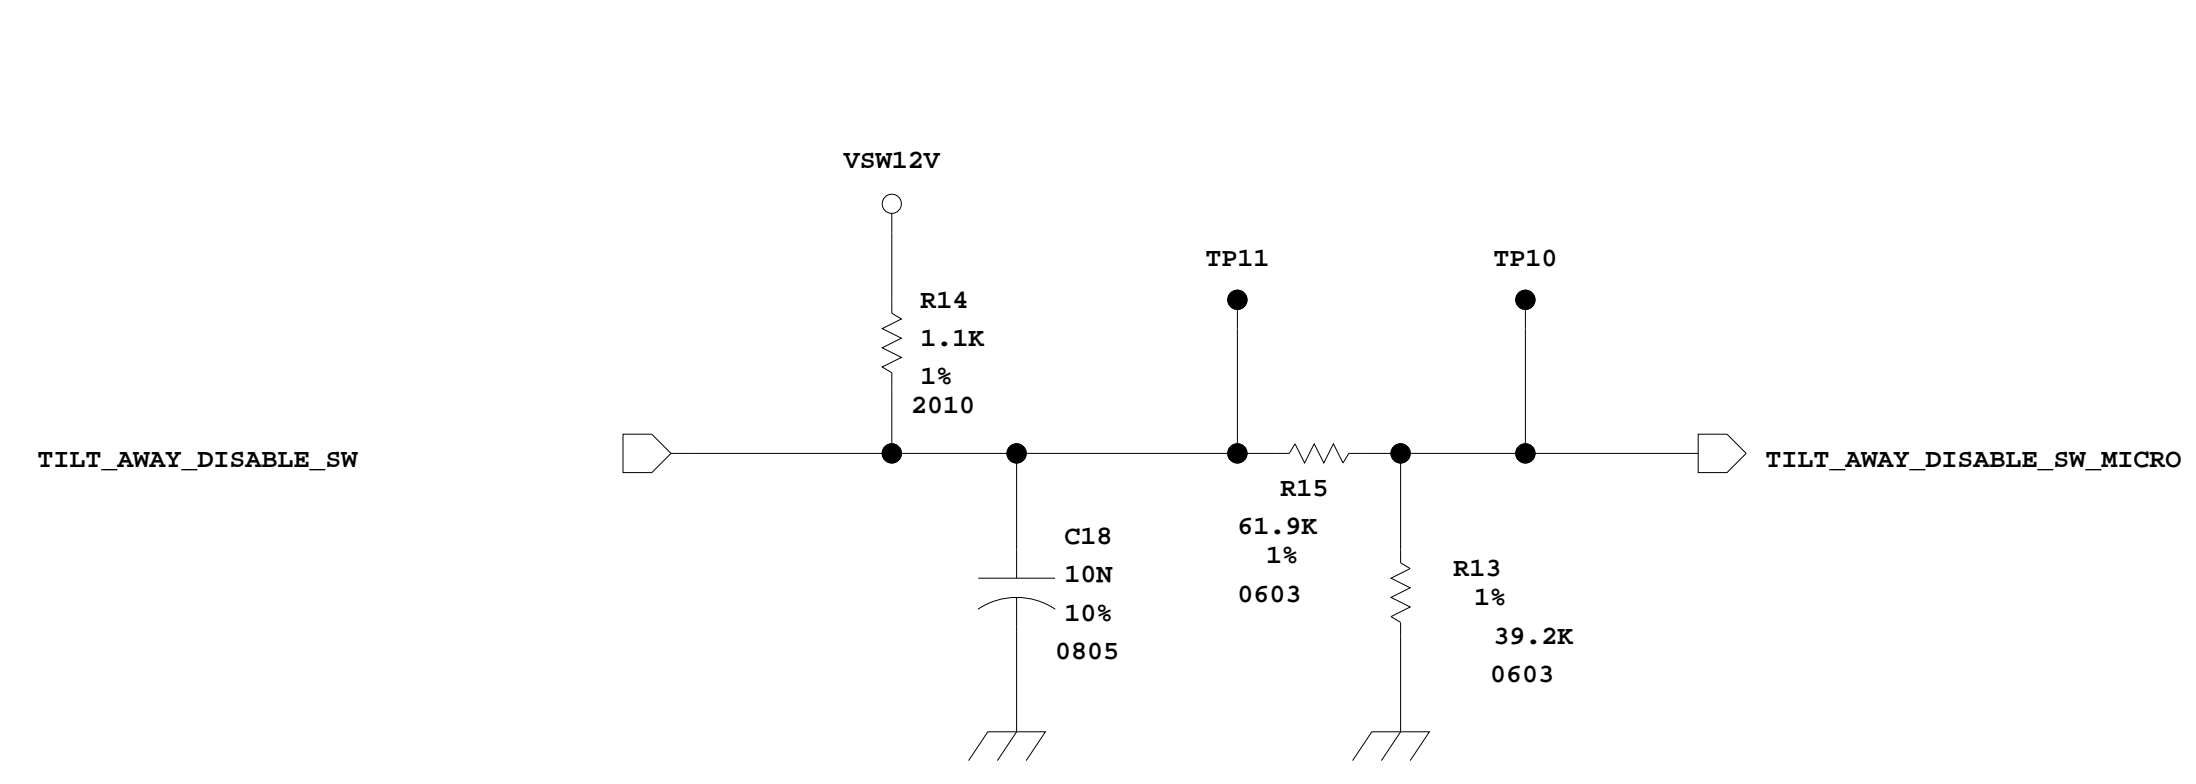 VSW12V
R14
1.1K
1%
2010
TP11
TP10
TILT_AWAY_DISABLE_SW
TILT_AWAY_DISABLE_SW_MICRO
C18
10N
10%
0805
R15
61.9K
1%
0603
R13
1%
39.2K
0603